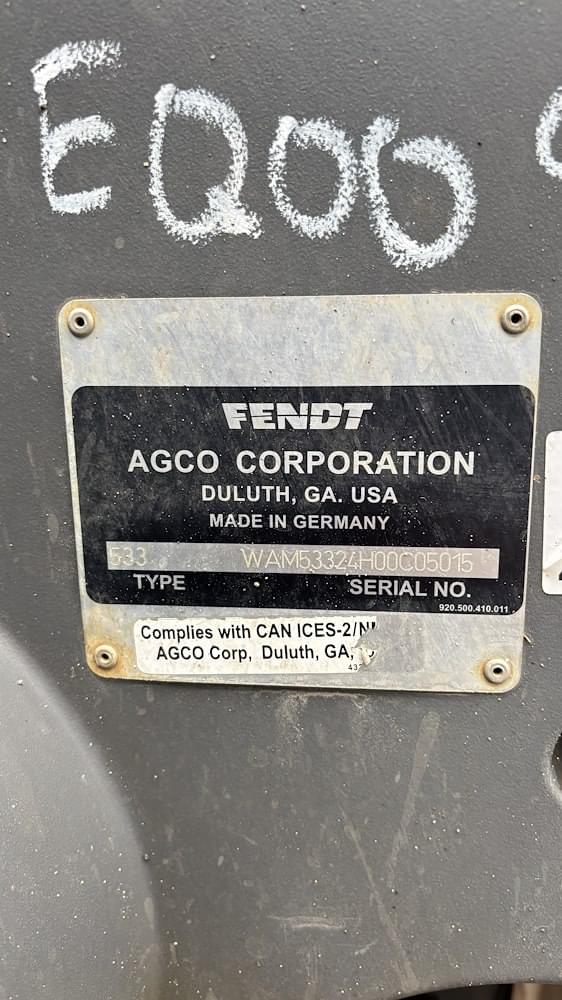 EQ00
FENDT
AGCO CORPORATION
DULUTH, GA. USA
MADE IN GERMANY
533 WAM53324H00C05015
TYPE SERIAL NO.
920.500.410.011
Complies with CAN ICES-2/
AGCO Corp, Duluth, GA,